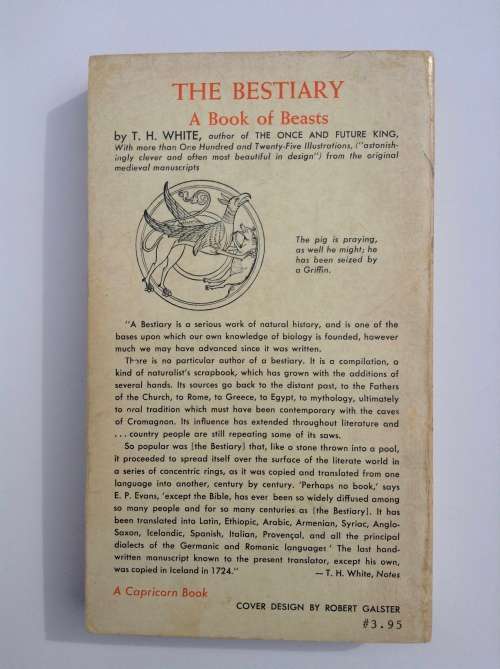 THE BESTIARY
A Book of Beasts
by T. H. WHITE, author of THE ONCE AND FUTURE KING,
With more than One Hundred and Twenty-Five Illustrations, ("astonish-
ingly clever and often most beautiful in design") from the original
medieval manuscripts
The pig is praying,
as well he might; he
has been seized by
a Griffin.
"A Bestiary is a serious work of natural history, and is one of the
bases upon which our own knowledge of biology is founded, however
much we may have advanced since it was written.
There is no particular author of a bestiary. It is a compilation, a
kind of naturalist's scrapbook, which has grown with the additions of
several hands. Its sources go back to the distant past, to the Fathers
of the Church, to Rome, to Greece, to Egypt, to mythology, ultimately
to oral tradition which must have been contemporary with the caves
of Cromagnon. Its influence has extended throughout literature and
. . . country people are still repeating some of its saws.
So popular was [the Bestiary] that, like a stone thrown into a pool,
it proceeded to spread itself over the surface of the literate world in
a series of concentric rings, as it was copied and translated from one
language into another, century by century. 'Perhaps no book,' says
E. P. Evans, 'except the Bible, has ever been so widely diffused among
so many people and for so many centuries as [the Bestiary]. It has
been translated into Latin, Ethiopic, Arabic, Armenian, Syriac, Anglo-
Saxon, Icelandic, Spanish, Italian, Provençal, and all the principal
dialects of the Germanic and Romanic languages.' The last hand-
written manuscript known to the present translator, except his own,
was copied in Iceland in 1724."
— T. H. White, Notes
A Capricorn Book
COVER DESIGN BY ROBERT GALSTER
#3.95